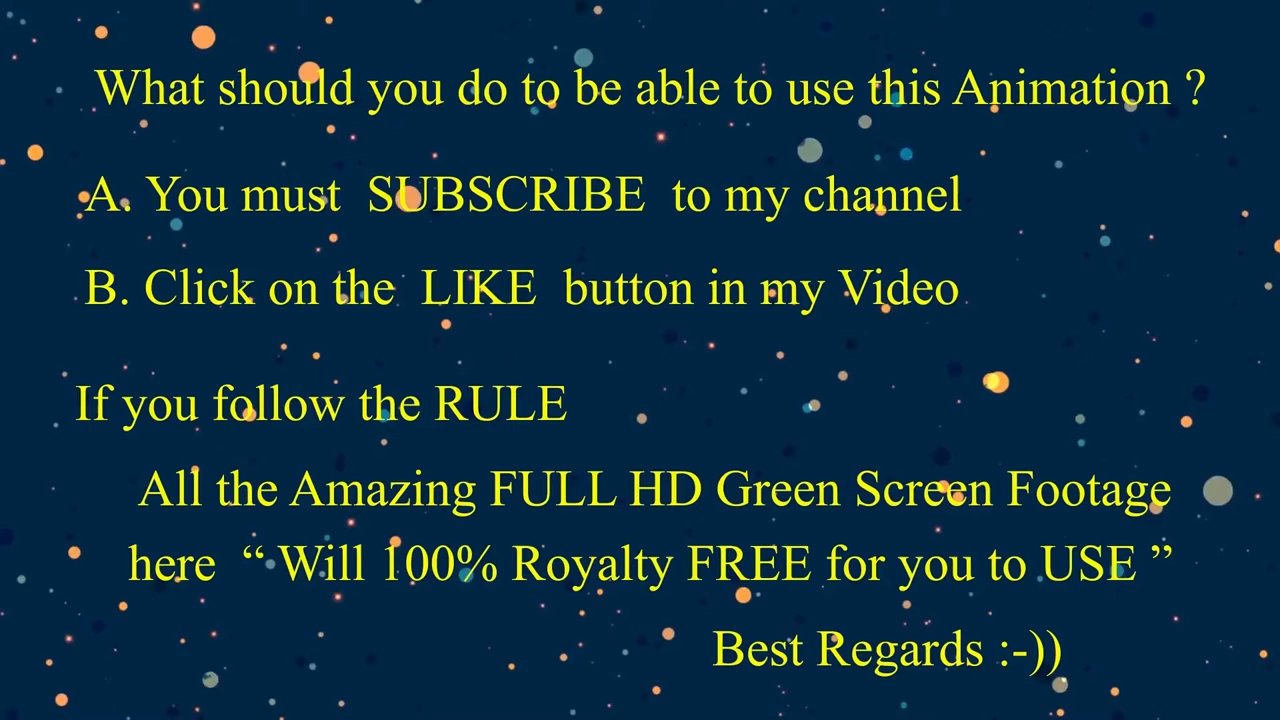 What should you do to be able to use this Animation ?
A. You must SUBSCRIBE to my channel
B. Click on the LIKE button in my Video
If you follow the RULE
All the Amazing FULL HD Green Screen Footage
here “ Will 100% Royalty FREE for you to USE ”
Best Regards :-))